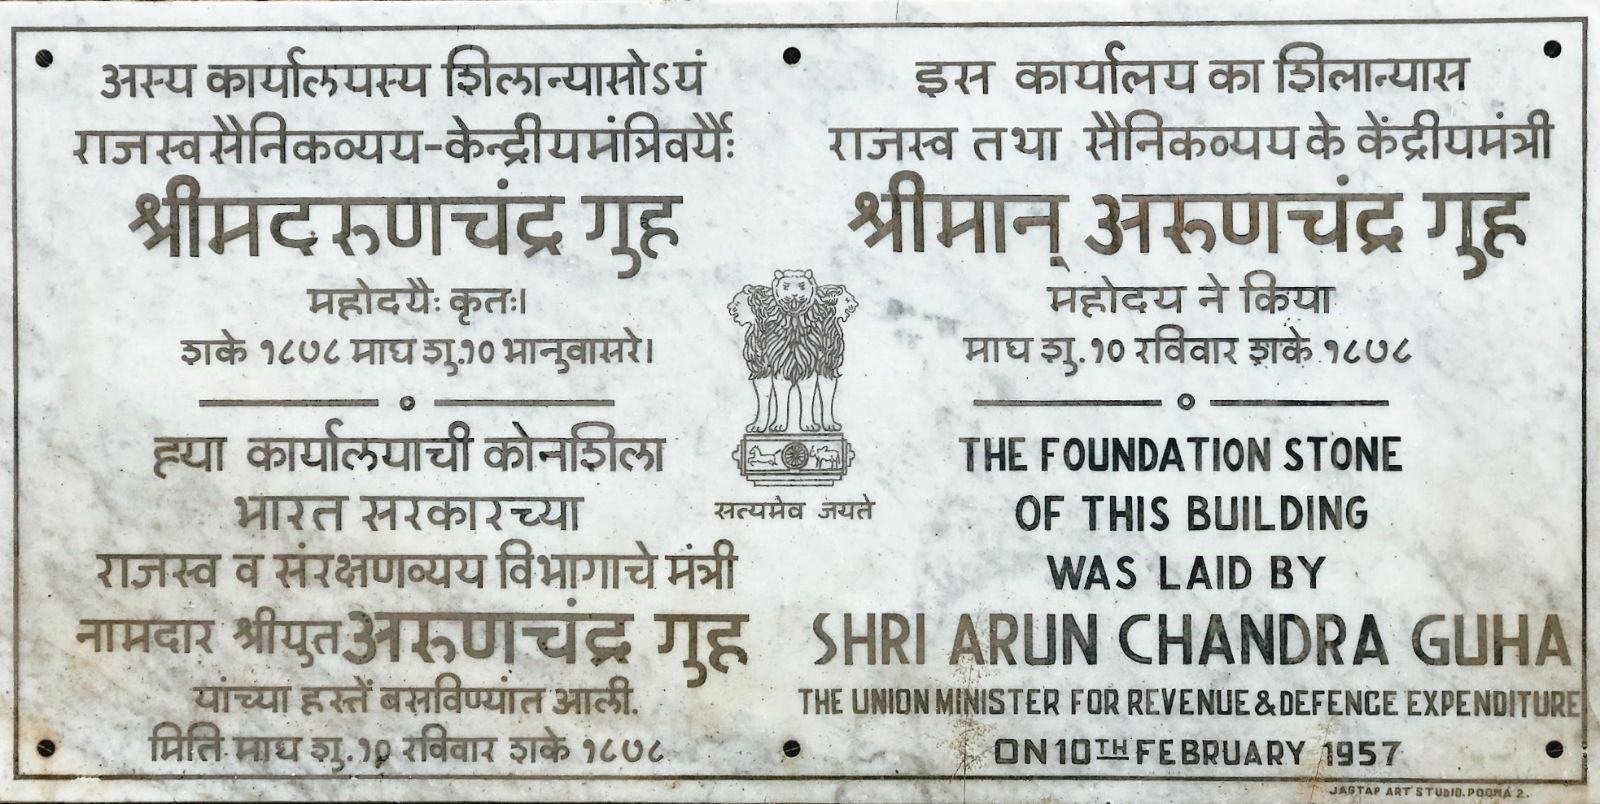 अस्य कार्यालयस्य शिलान्यासोऽयं
राजस्वसैनिकव्यय-केन्द्रीयमंत्रिवर्यैः
श्रीमदरुणचंद्र गुह
महोदयैः कृतः।
शके १८७८ माघ शु.१० भानुवासरे।
ह्या कार्यालयाची कोनशिला
भारत सरकारच्या
राजस्व व संरक्षणव्यय विभागाचे मंत्री
नामदार श्रीयुत अरुणचंद्र गुह
यांच्या हस्तें बसविण्यांत आली.
मिति माघ शु.१० रविवार शके १८७८
सत्यमेव जयते
इस कार्यालय का शिलान्यास
राजस्व तथा सैनिकव्यय के केंद्रीयमंत्री
श्रीमान् अरुणचंद्र गुह
महोदय ने किया
माघ शु.१० रविवार शके १८७८
THE FOUNDATION STONE
OF THIS BUILDING
WAS LAID BY
SHRI ARUN CHANDRA GUHA
THE UNION MINISTER FOR REVENUE & DEFENCE EXPENDITURE
ON 10TH FEBRUARY 1957
JAGTAP ART STUDIO. POONA 2.